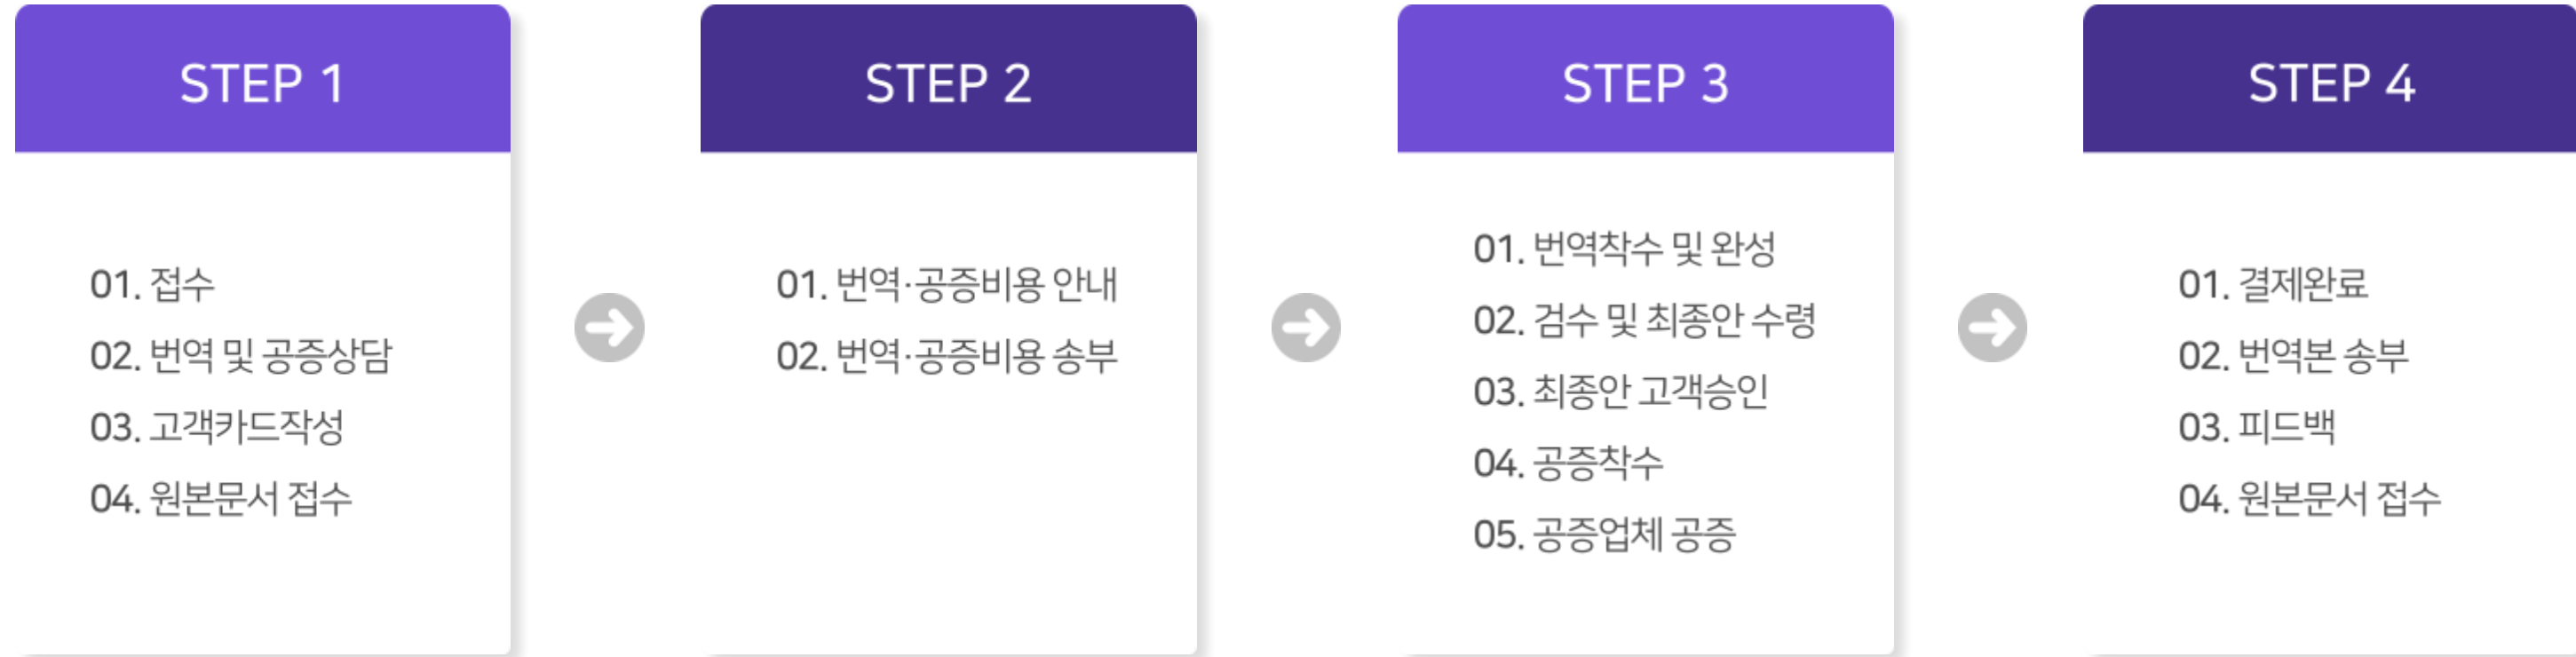 STEP 1
01. 접수
02. 번역 및 공증상담
03. 고객카드작성
04. 원본문서 접수
STEP 2
01. 번역·공증비용 안내
02. 번역·공증비용 송부
STEP 3
01. 번역착수 및 완성
02. 검수 및 최종안 수령
03. 최종안 고객승인
04. 공증착수
05. 공증업체 공증
STEP 4
01. 결제완료
02. 번역본 송부
03. 피드백
04. 원본문서 접수